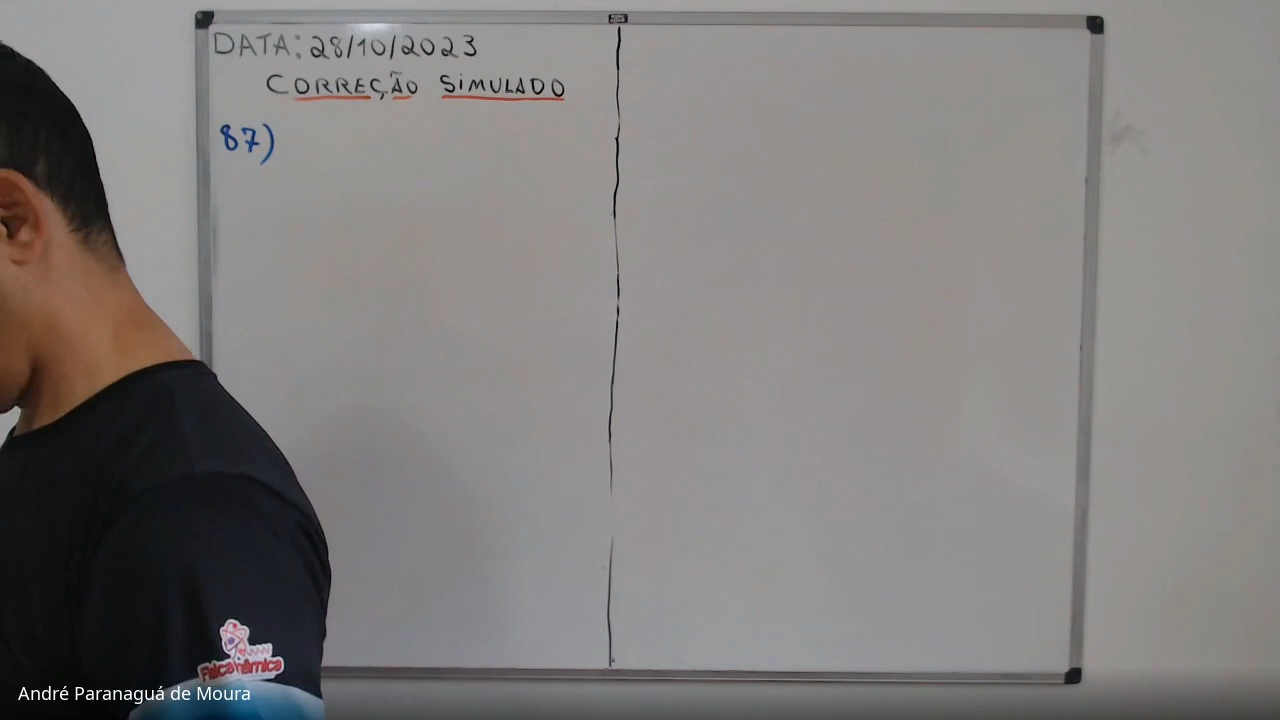 DATA: 28/10/2023
CORREÇÃO SIMULADO
87)
André Paranaguá de Moura